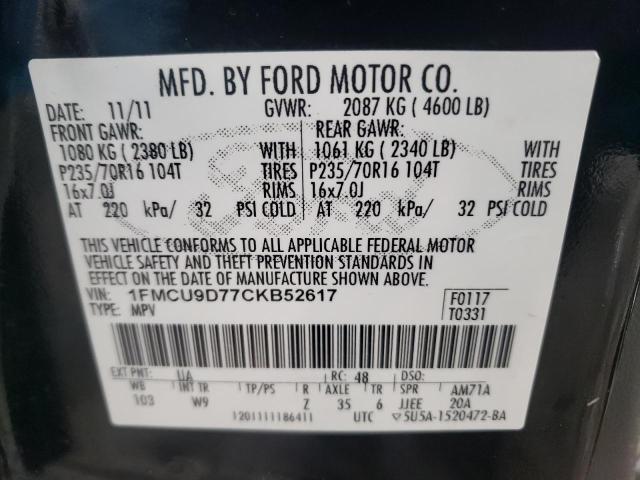 MFD. BY FORD MOTOR CO.
DATE: 11/11 GVWR: 2087 KG ( 4600 LB)
FRONT GAWR: REAR GAWR:
1080 KG ( 2380 LB) WITH 1061 KG ( 2340 LB) WITH
P235/70R16 104T TIRES P235/70R16 104T TIRES
16x7.0J RIMS 16x7.0J RIMS
AT 220 kPa/ 32 PSI COLD AT 220 kPa/ 32 PSI COLD
THIS VEHICLE CONFORMS TO ALL APPLICABLE FEDERAL MOTOR
VEHICLE SAFETY AND THEFT PREVENTION STANDARDS IN
EFFECT ON THE DATE OF MANUFACTURE SHOWN ABOVE.
VIN: 1FMCU9D77CKB52617 F0117
TYPE: MPV T0331
EXT PNT: UA RC: 48 DSO:
WB INT TR TP/PS R AXLE TR SPR AM71A
103 W9 Z 35 6 JJEE 20A
1201111186411 UTC ▽5U5A-1520472-BA